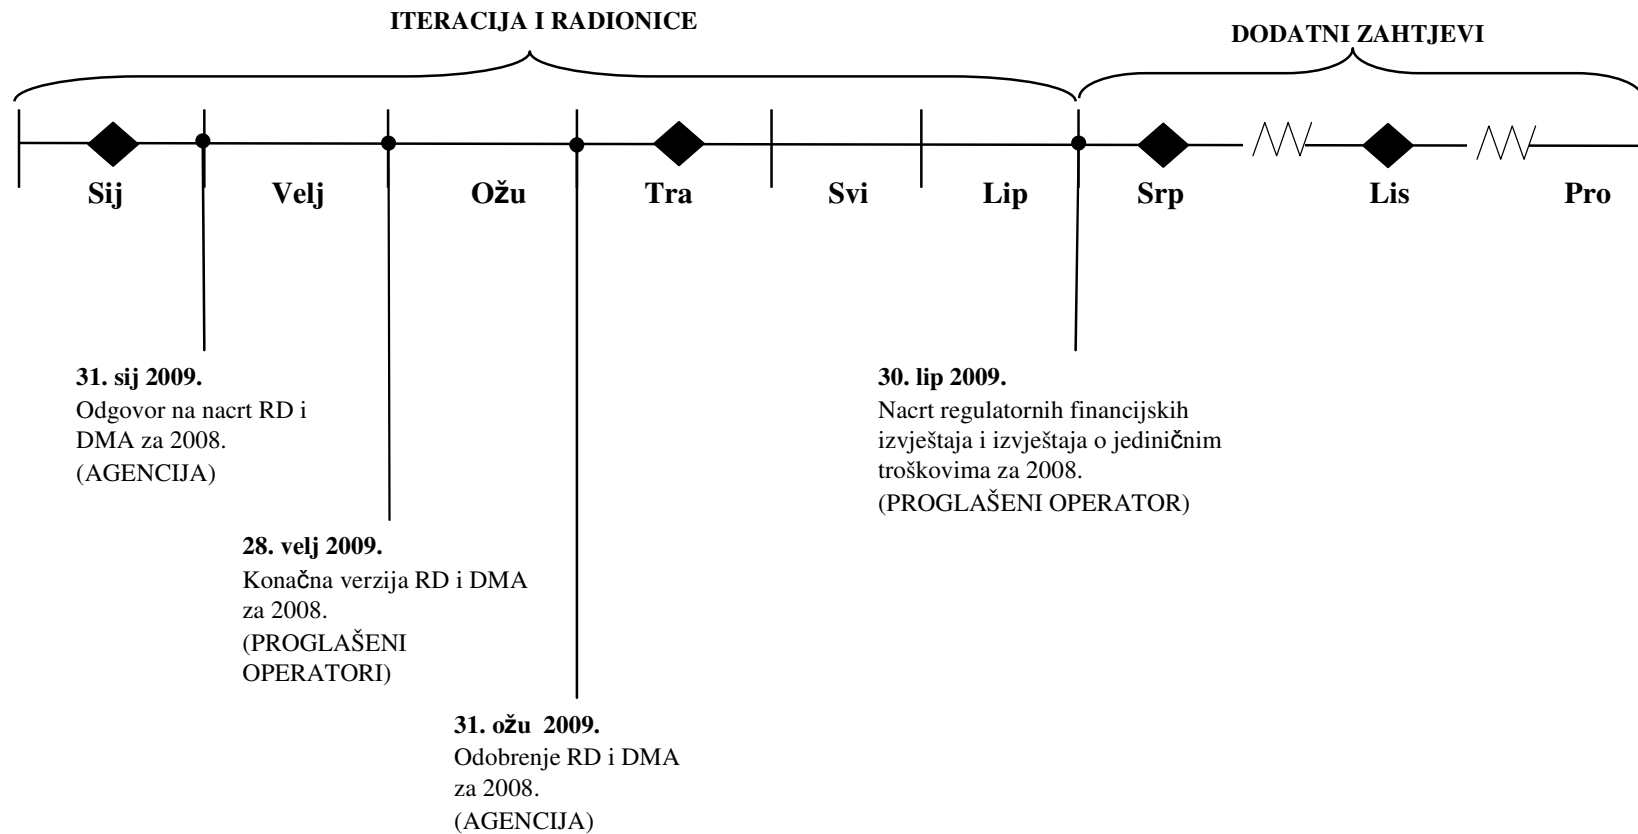 ITERACIJA I RADIONICE
DODATNI ZAHTJEVI
Sij
Velj
Ožu
Tra
Svi
Lip
Srp
Lis
Pro
31. sij 2009.
Odgovor na nacrt RD i
DMA za 2008.
(AGENCIJA)
28. velj 2009.
Konačna verzija RD i DMA
za 2008.
(PROGLAŠENI
OPERATORI)
31. ožu  2009.
Odobrenje RD i DMA
za 2008.
(AGENCIJA)
30. lip 2009.
Nacrt regulatornih financijskih
izvještaja i izvještaja o jediničnim
troškovima za 2008.
(PROGLAŠENI OPERATOR)